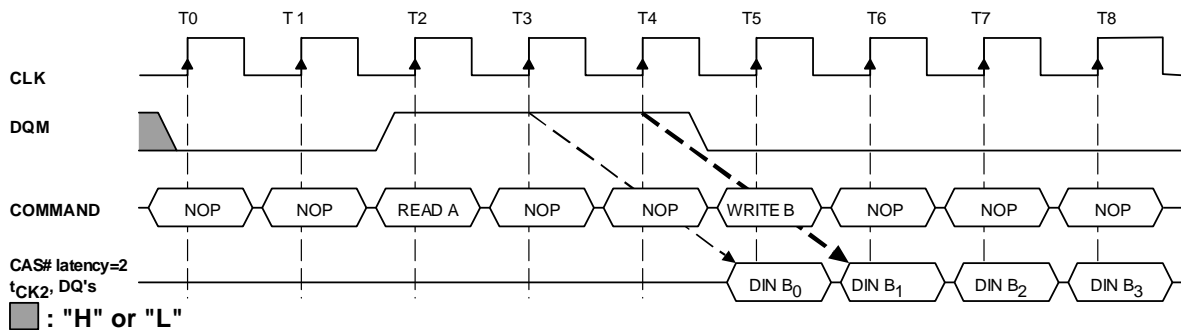 T0 T 1 T2 T3 T4 T5 T6 T7 T8
CLK
DQM
COMMAND NOP NOP READ A NOP NOP WRITE B NOP NOP NOP
CAS# latency=2
tCK2, DQ's DIN B0 DIN B1 DIN B2 DIN B3
: "H" or "L"